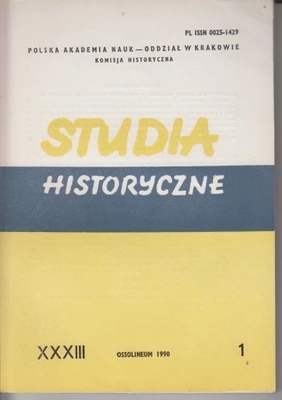 PL ISSN 0025-1429
POLSKA AKADEMIA NAUK — ODDZIAŁ W KRAKOWIE
KOMISJA HISTORYCZNA
STUDIA
HISTORYCZNE
XXXIII
OSSOLINEUM 1990
1